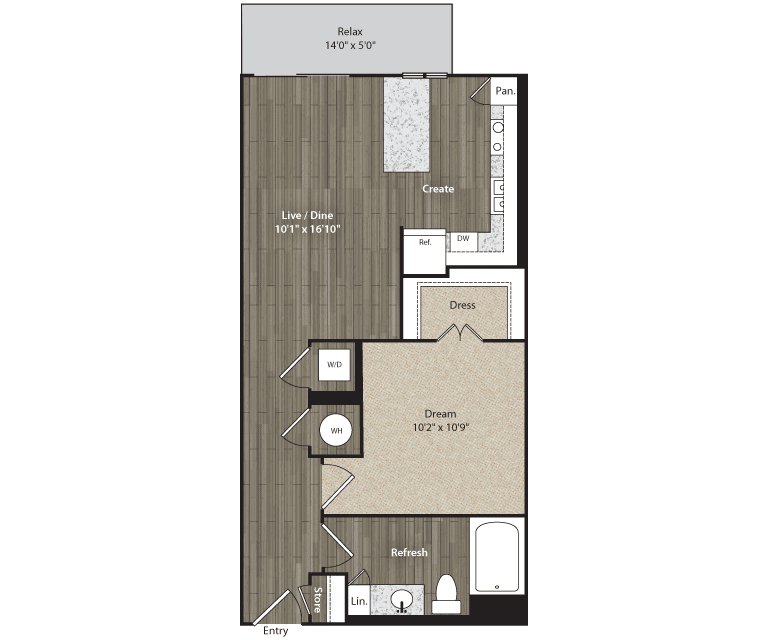 Relax
14'0" x 5'0"
Pan.
Create
Live / Dine
10'1" x 16'10"
Ref.
DW
Dress
W/D
Dream
10'2" x 10'9"
WH
Refresh
Store
Lin.
Entry